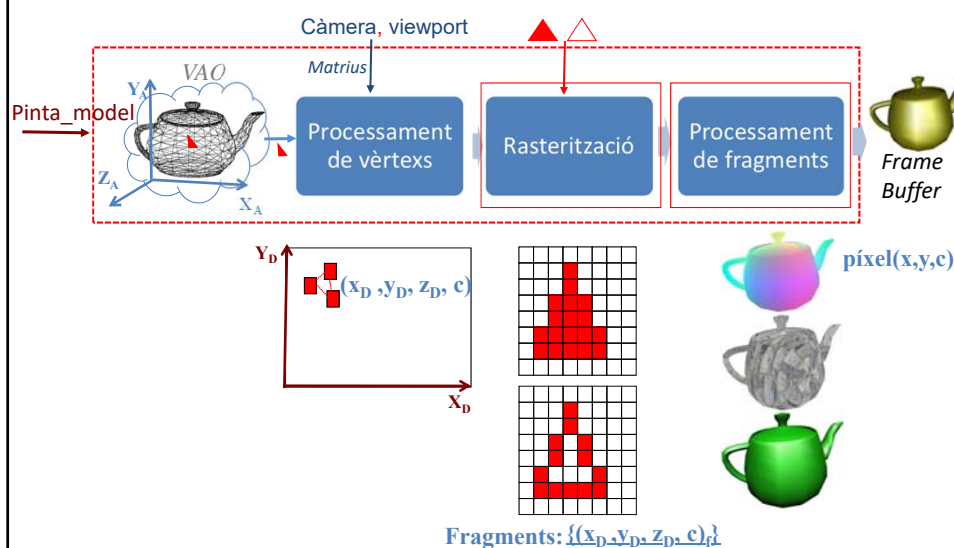 Càmera, viewport
Matrius
Pinta_model
VAO
Y_A
Z_A
X_A
Processament
de vèrtexs
Rasterització
Processament
de fragments
Frame
Buffer
Y_D
(x_D ,y_D, z_D, c)
X_D
píxel(x,y,c)
Fragments: {(x_D ,y_D, z_D, c)_f}